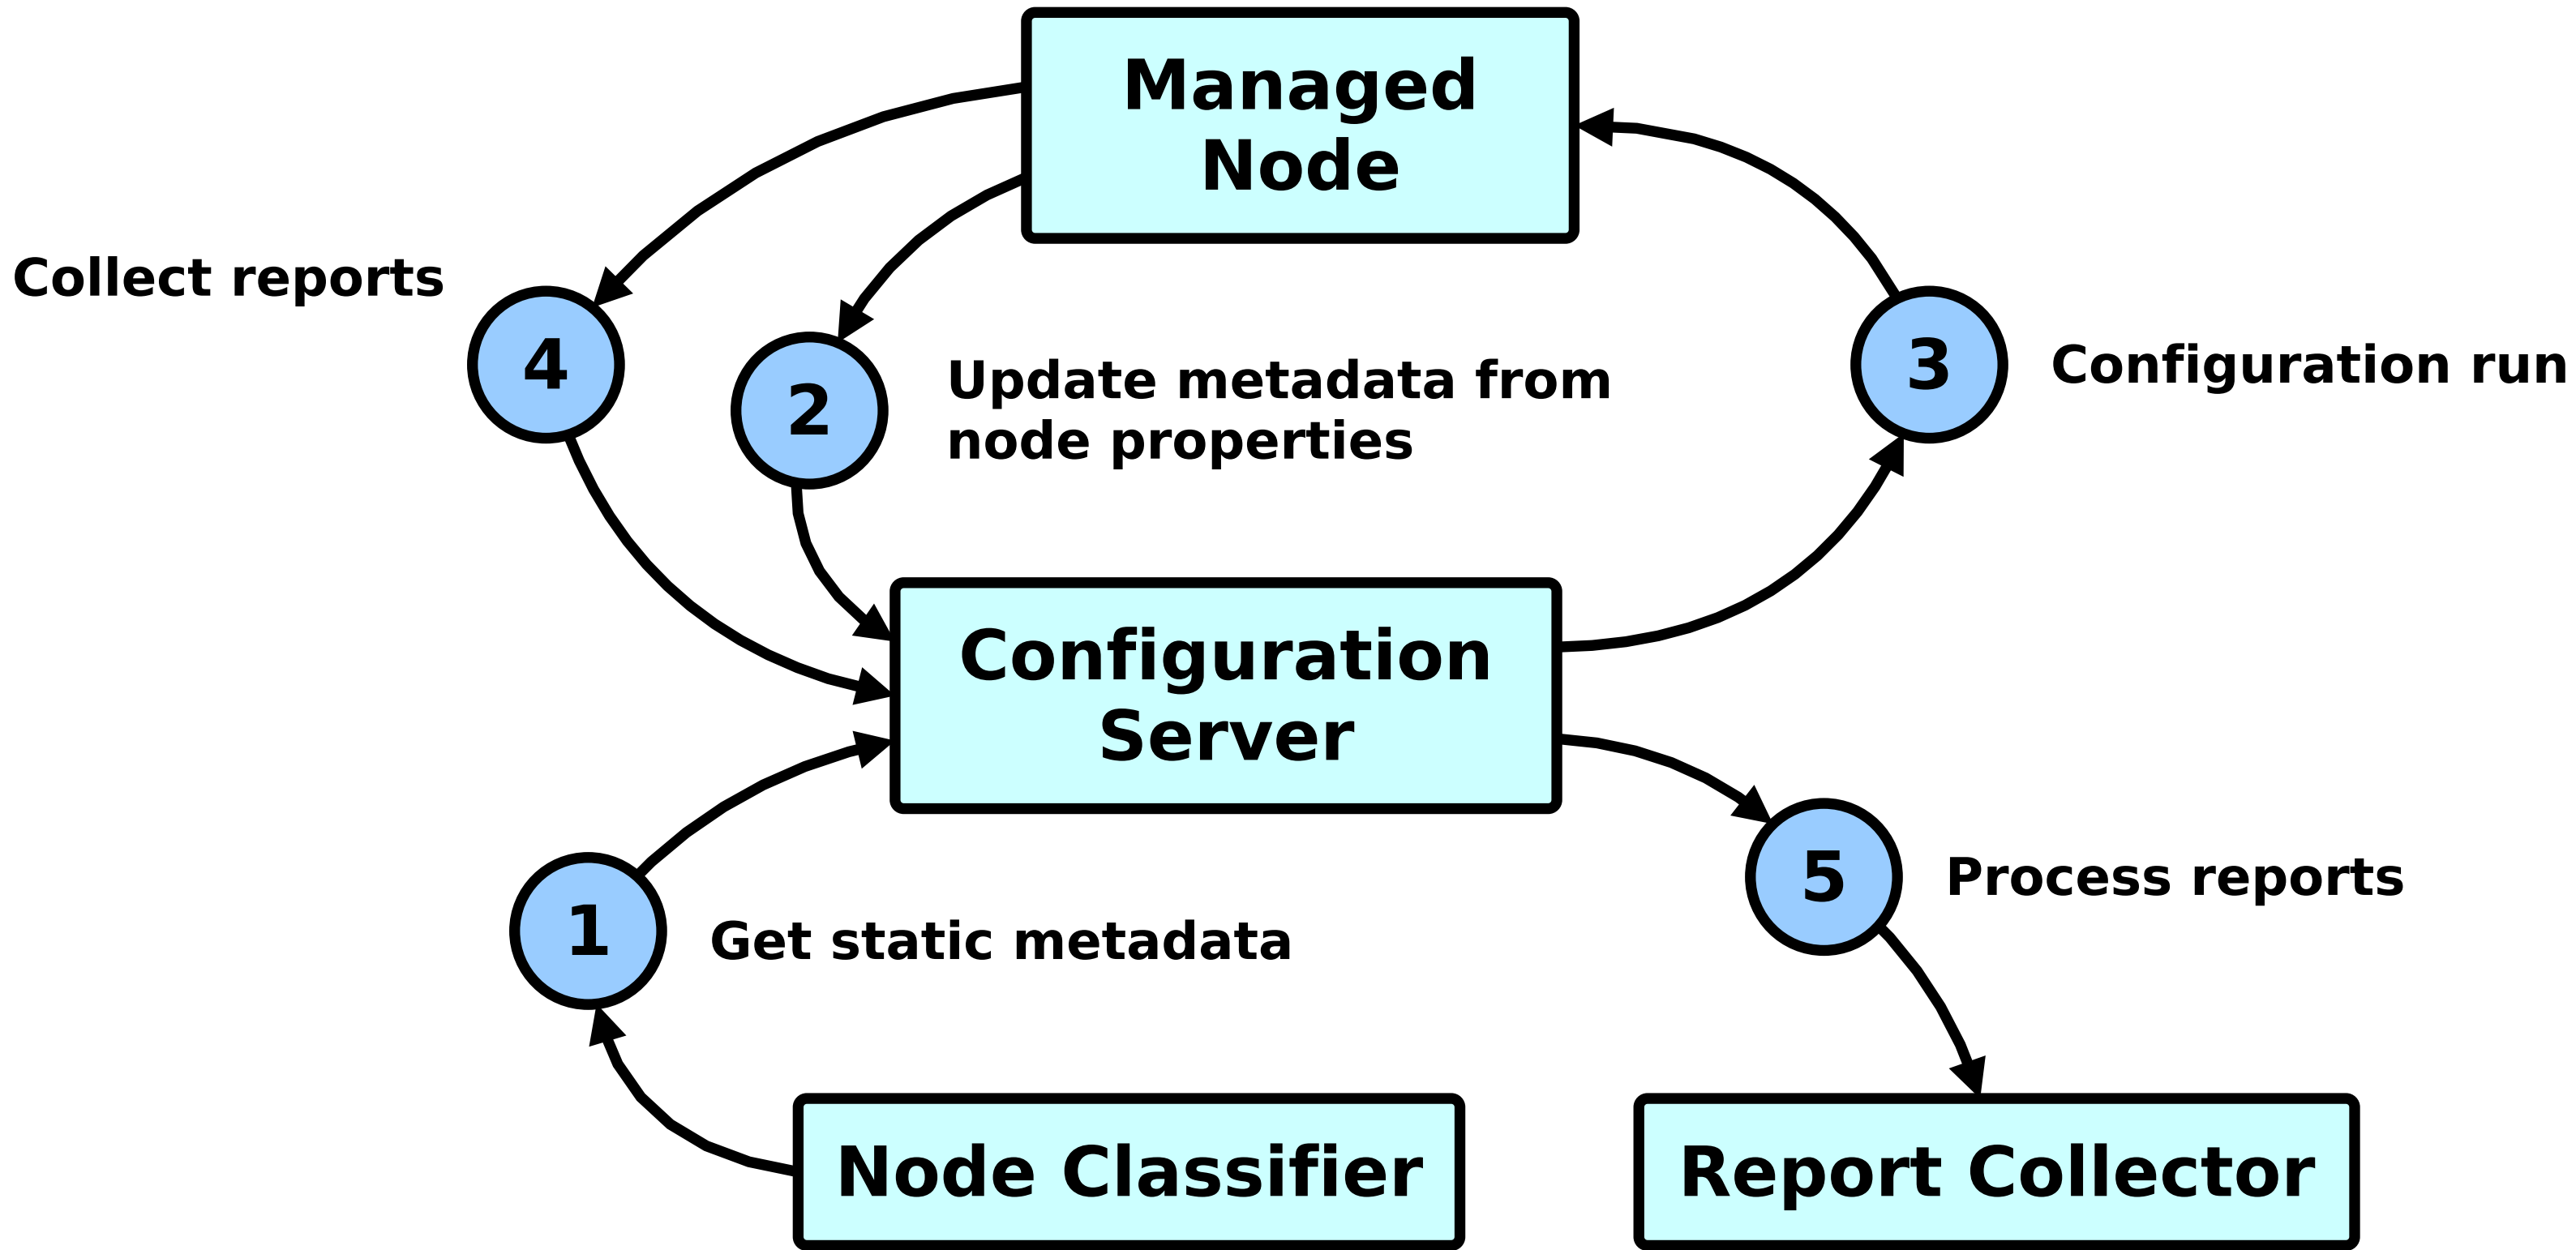 Managed
Node
Collect reports
4
2
Update metadata from
node properties
3
Configuration run
Configuration
Server
1
Get static metadata
5
Process reports
Node Classifier
Report Collector